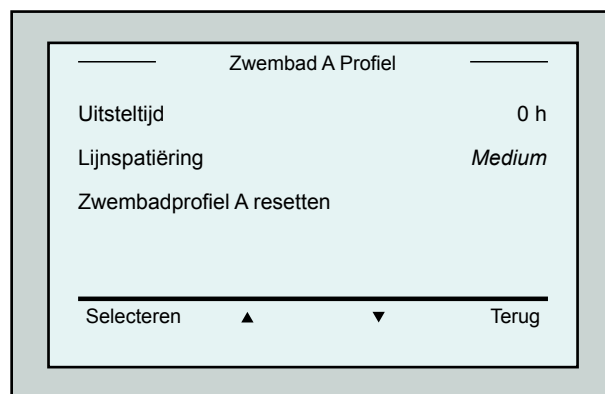 Zwembad A Profiel
Uitsteltijd 0 h
Lijnspatiëring Medium
Zwembadprofiel A resetten
Selecteren ▲ ▼ Terug